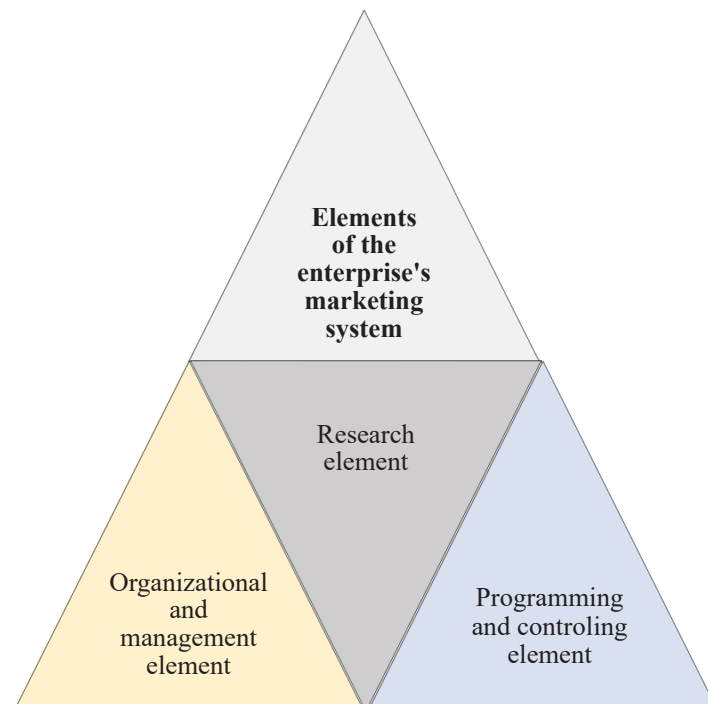 Elements
of the
enterprise's
marketing
system
Research
element
Organizational
and
management
element
Programming
and controling
element